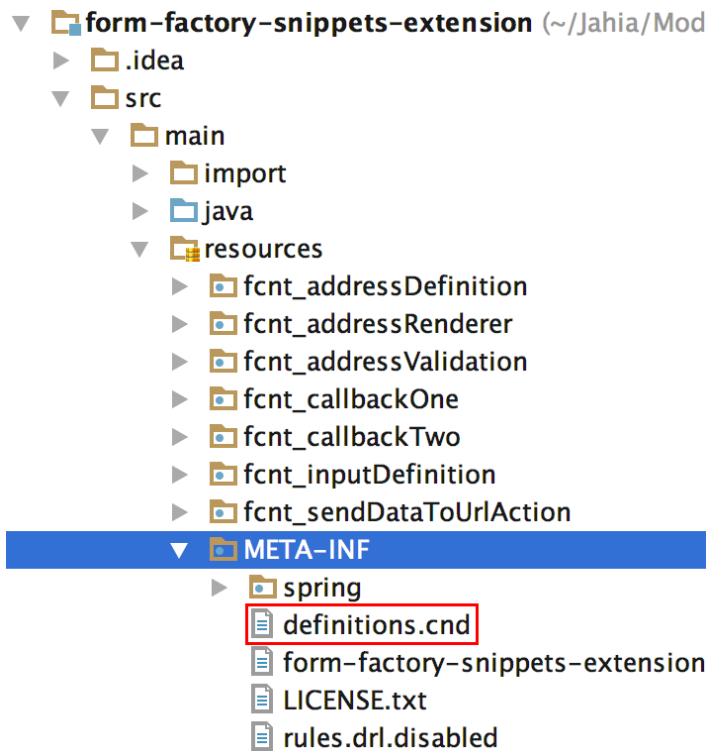 form-factory-snippets-extension (~/Jahia/Mod
.idea
src
main
import
java
resources
fcnt_addressDefinition
fcnt_addressRenderer
fcnt_addressValidation
fcnt_callbackOne
fcnt_callbackTwo
fcnt_inputDefinition
fcnt_sendDataToUrlAction
META-INF
spring
definitions.cnd
form-factory-snippets-extension
LICENSE.txt
rules.drl.disabled